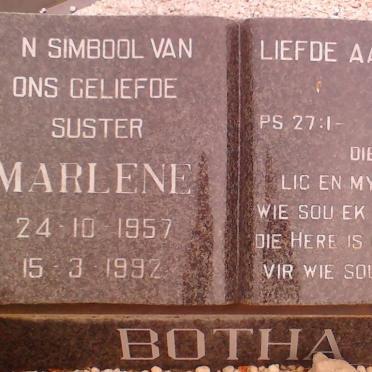 N SIMBOOL VAN
ONS GELIEFDE
SUSTER
MARLENE
24-10-1957
15-3-1992
LIEFDE AA
PS 27:1-
DIE
LIG EN MY
WIE SOU EK
DIE HERE IS
VIR WIE SOU
BOTHA